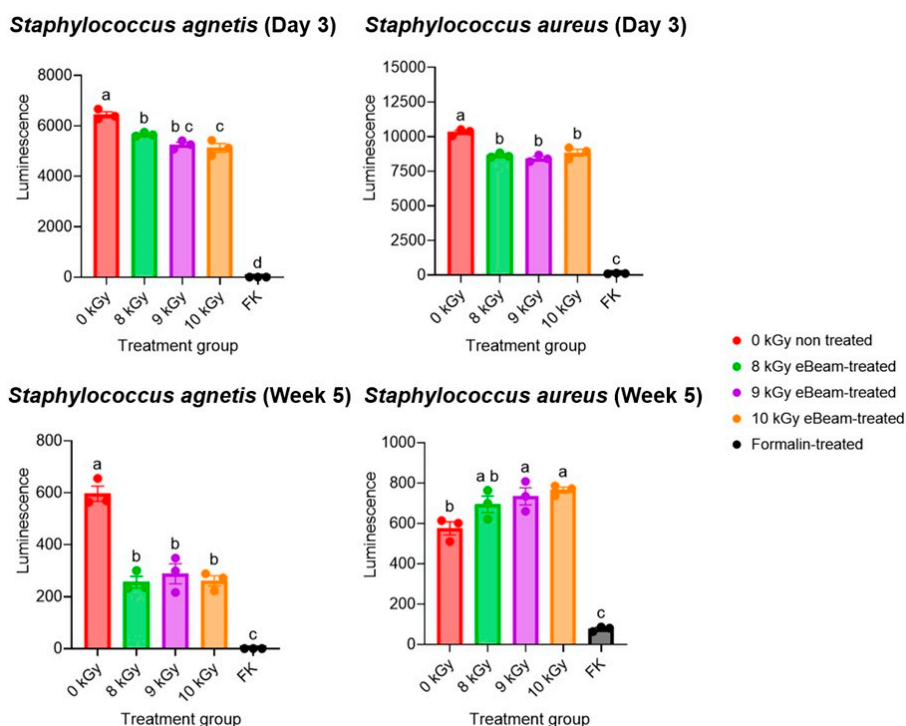 Staphylococcus agnetis (Day 3)
8000
6000
4000
2000
0
Luminescence
a
b
b c
c
d
0 kGy
8 kGy
9 kGy
10 kGy
FK
Treatment group
Staphylococcus aureus (Day 3)
15000
12500
10000
7500
5000
2500
0
Luminescence
a
b
b
b
c
0 kGy
8 kGy
9 kGy
10 kGy
FK
Treatment group
0 kGy non treated
8 kGy eBeam-treated
9 kGy eBeam-treated
10 kGy eBeam-treated
Formalin-treated
Staphylococcus agnetis (Week 5)
800
600
400
200
0
Luminescence
a
b
b
b
c
0 kGy
8 kGy
9 kGy
10 kGy
FK
Treatment group
Staphylococcus aureus (Week 5)
1000
800
600
400
200
0
Luminescence
b
a b
a
a
c
0 kGy
8 kGy
9 kGy
10 kGy
FK
Treatment group